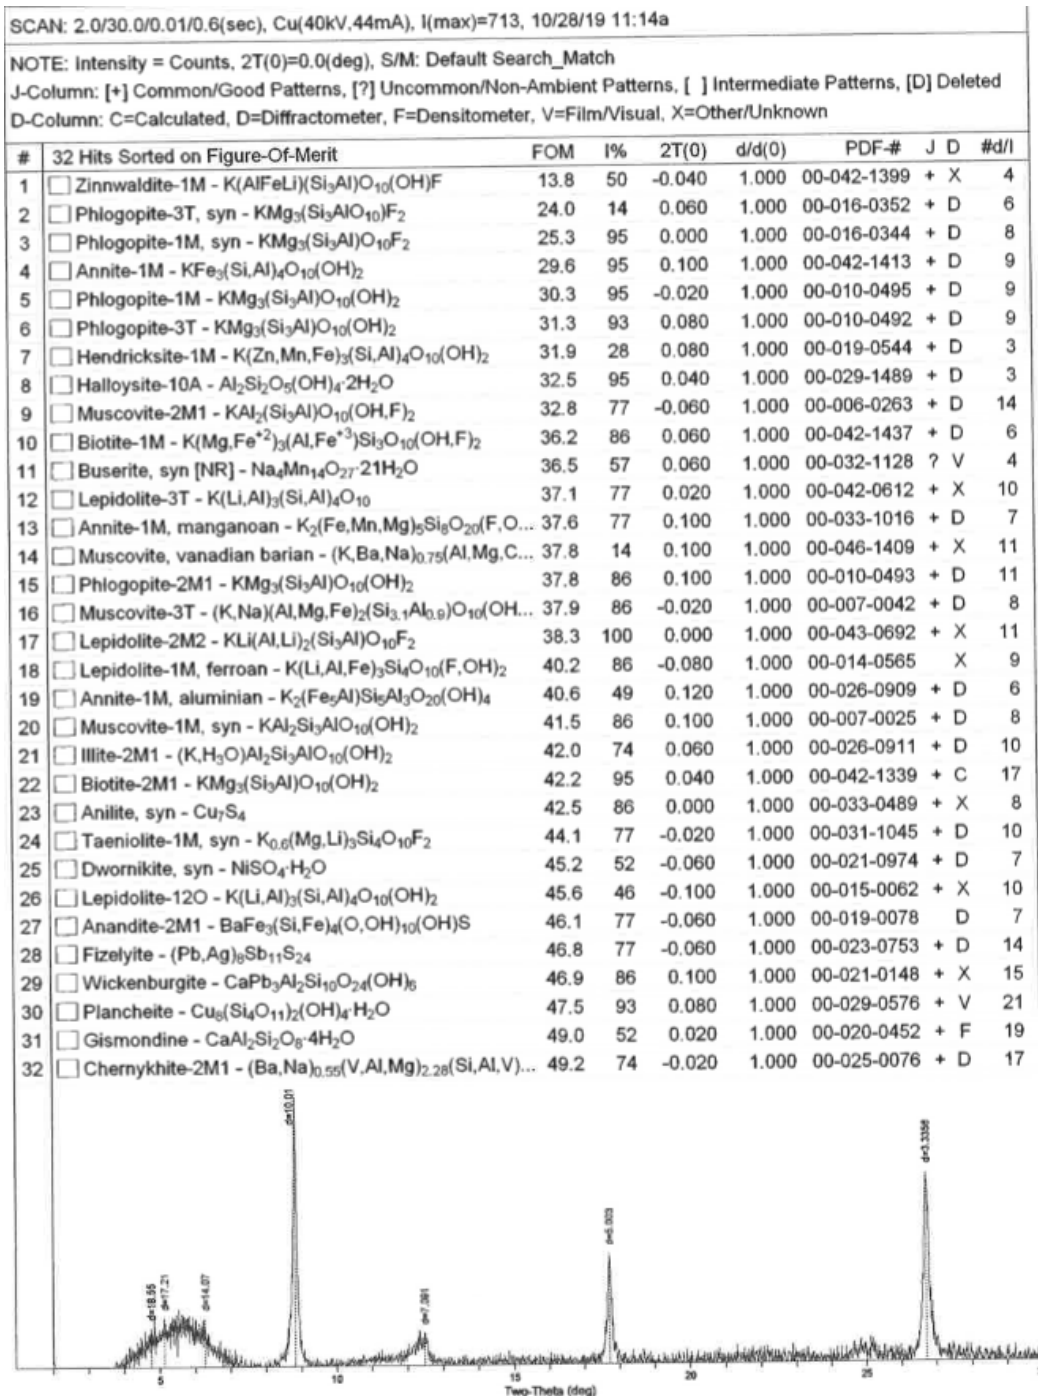 SCAN: 2.0/30.0/0.01/0.6(sec), Cu(40kV,44mA), I(max)=713, 10/28/19 11:14a
NOTE: Intensity = Counts, 2T(0)=0.0(deg), S/M: Default Search_Match
J-Column: [+] Common/Good Patterns, [?] Uncommon/Non-Ambient Patterns, [ ] Intermediate Patterns, [D] Deleted
D-Column: C=Calculated, D=Diffractometer, F=Densitometer, V=Film/Visual, X=Other/Unknown
# 32 Hits Sorted on Figure-Of-Merit FOM I% 2T(0) d/d(0) PDF-# J D #d/I
1 Zinnwaldite-1M - K(AlFeLi)(Si₃Al)O₁₀(OH)F 13.8 50 -0.040 1.000 00-042-1399 + X 4
2 Phlogopite-3T, syn - KMg₃(Si₃AlO₁₀)F₂ 24.0 14 0.060 1.000 00-016-0352 + D 6
3 Phlogopite-1M, syn - KMg₃(Si₃Al)O₁₀F₂ 25.3 95 0.000 1.000 00-016-0344 + D 8
4 Annite-1M - KFe₃(Si,Al)₄O₁₀(OH)₂ 29.6 95 0.100 1.000 00-042-1413 + D 9
5 Phlogopite-1M - KMg₃(Si₃Al)O₁₀(OH)₂ 30.3 95 -0.020 1.000 00-010-0495 + D 9
6 Phlogopite-3T - KMg₃(Si₃Al)O₁₀(OH)₂ 31.3 93 0.080 1.000 00-010-0492 + D 9
7 Hendricksite-1M - K(Zn,Mn,Fe)₃(Si,Al)₄O₁₀(OH)₂ 31.9 28 0.080 1.000 00-019-0544 + D 3
8 Halloysite-10A - Al₂Si₂O₅(OH)₄·2H₂O 32.5 95 0.040 1.000 00-029-1489 + D 3
9 Muscovite-2M1 - KAl₂(Si₃Al)O₁₀(OH,F)₂ 32.8 77 -0.060 1.000 00-006-0263 + D 14
10 Biotite-1M - K(Mg,Fe⁺²)₃(Al,Fe⁺³)Si₃O₁₀(OH,F)₂ 36.2 86 0.060 1.000 00-042-1437 + D 6
11 Buserite, syn [NR] - Na₄Mn₁₄O₂₇·21H₂O 36.5 57 0.060 1.000 00-032-1128 ? V 4
12 Lepidolite-3T - K(Li,Al)₃(Si,Al)₄O₁₀ 37.1 77 0.020 1.000 00-042-0612 + X 10
13 Annite-1M, manganoan - K₂(Fe,Mn,Mg)₅Si₈O₂₀(F,O... 37.6 77 0.100 1.000 00-033-1016 + D 7
14 Muscovite, vanadian barian - (K,Ba,Na)₀.₇₅(Al,Mg,C... 37.8 14 0.100 1.000 00-046-1409 + X 11
15 Phlogopite-2M1 - KMg₃(Si₃Al)O₁₀(OH)₂ 37.8 86 0.100 1.000 00-010-0493 + D 11
16 Muscovite-3T - (K,Na)(Al,Mg,Fe)₂(Si₃.₁Al₀.₉)O₁₀(OH... 37.9 86 -0.020 1.000 00-007-0042 + D 8
17 Lepidolite-2M2 - KLi(Al,Li)₂(Si₃Al)O₁₀F₂ 38.3 100 0.000 1.000 00-043-0692 + X 11
18 Lepidolite-1M, ferroan - K(Li,Al,Fe)₃Si₄O₁₀(F,OH)₂ 40.2 86 -0.080 1.000 00-014-0565 X 9
19 Annite-1M, aluminian - K₂(Fe₅Al)Si₅Al₃O₂₀(OH)₄ 40.6 49 0.120 1.000 00-026-0909 + D 6
20 Muscovite-1M, syn - KAl₂Si₃AlO₁₀(OH)₂ 41.5 86 0.100 1.000 00-007-0025 + D 8
21 Illite-2M1 - (K,H₃O)Al₂Si₃AlO₁₀(OH)₂ 42.0 74 0.060 1.000 00-026-0911 + D 10
22 Biotite-2M1 - KMg₃(Si₃Al)O₁₀(OH)₂ 42.2 95 0.040 1.000 00-042-1339 + C 17
23 Anilite, syn - Cu₇S₄ 42.5 86 0.000 1.000 00-033-0489 + X 8
24 Taeniolite-1M, syn - K₀.₆(Mg,Li)₃Si₄O₁₀F₂ 44.1 77 -0.020 1.000 00-031-1045 + D 10
25 Dwornikite, syn - NiSO₄·H₂O 45.2 52 -0.060 1.000 00-021-0974 + D 7
26 Lepidolite-12O - K(Li,Al)₃(Si,Al)₄O₁₀(OH)₂ 45.6 46 -0.100 1.000 00-015-0062 + X 10
27 Anandite-2M1 - BaFe₃(Si,Fe)₄(O,OH)₁₀(OH)S 46.1 77 -0.060 1.000 00-019-0078 D 7
28 Fizelyite - (Pb,Ag)₈Sb₁₁S₂₄ 46.8 77 -0.060 1.000 00-023-0753 + D 14
29 Wickenburgite - CaPb₃Al₂Si₁₀O₂₄(OH)₆ 46.9 86 0.100 1.000 00-021-0148 + X 15
30 Plancheite - Cu₈(Si₄O₁₁)₂(OH)₄·H₂O 47.5 93 0.080 1.000 00-029-0576 + V 21
31 Gismondine - CaAl₂Si₂O₈·4H₂O 49.0 52 0.020 1.000 00-020-0452 + F 19
32 Chernykhite-2M1 - (Ba,Na)₀.₅₅(V,Al,Mg)₂.₂₈(Si,Al,V)... 49.2 74 -0.020 1.000 00-025-0076 + D 17
d=18.55
d=17.21
d=14.07
d=10.01
d=7.391
d=5.003
d=3.3356
5 10 15 20 25
Two-Theta (deg)